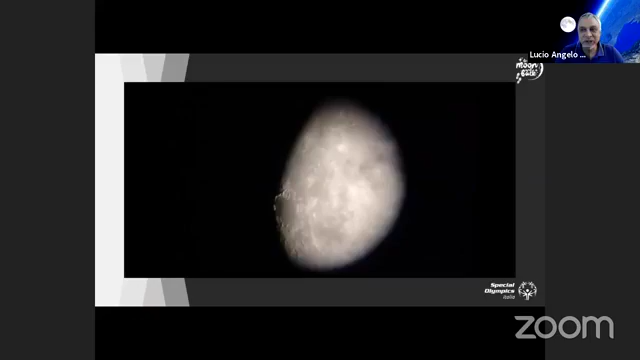 Lucio Angelo ...
moon
Special
Olympics
Italia
zoom